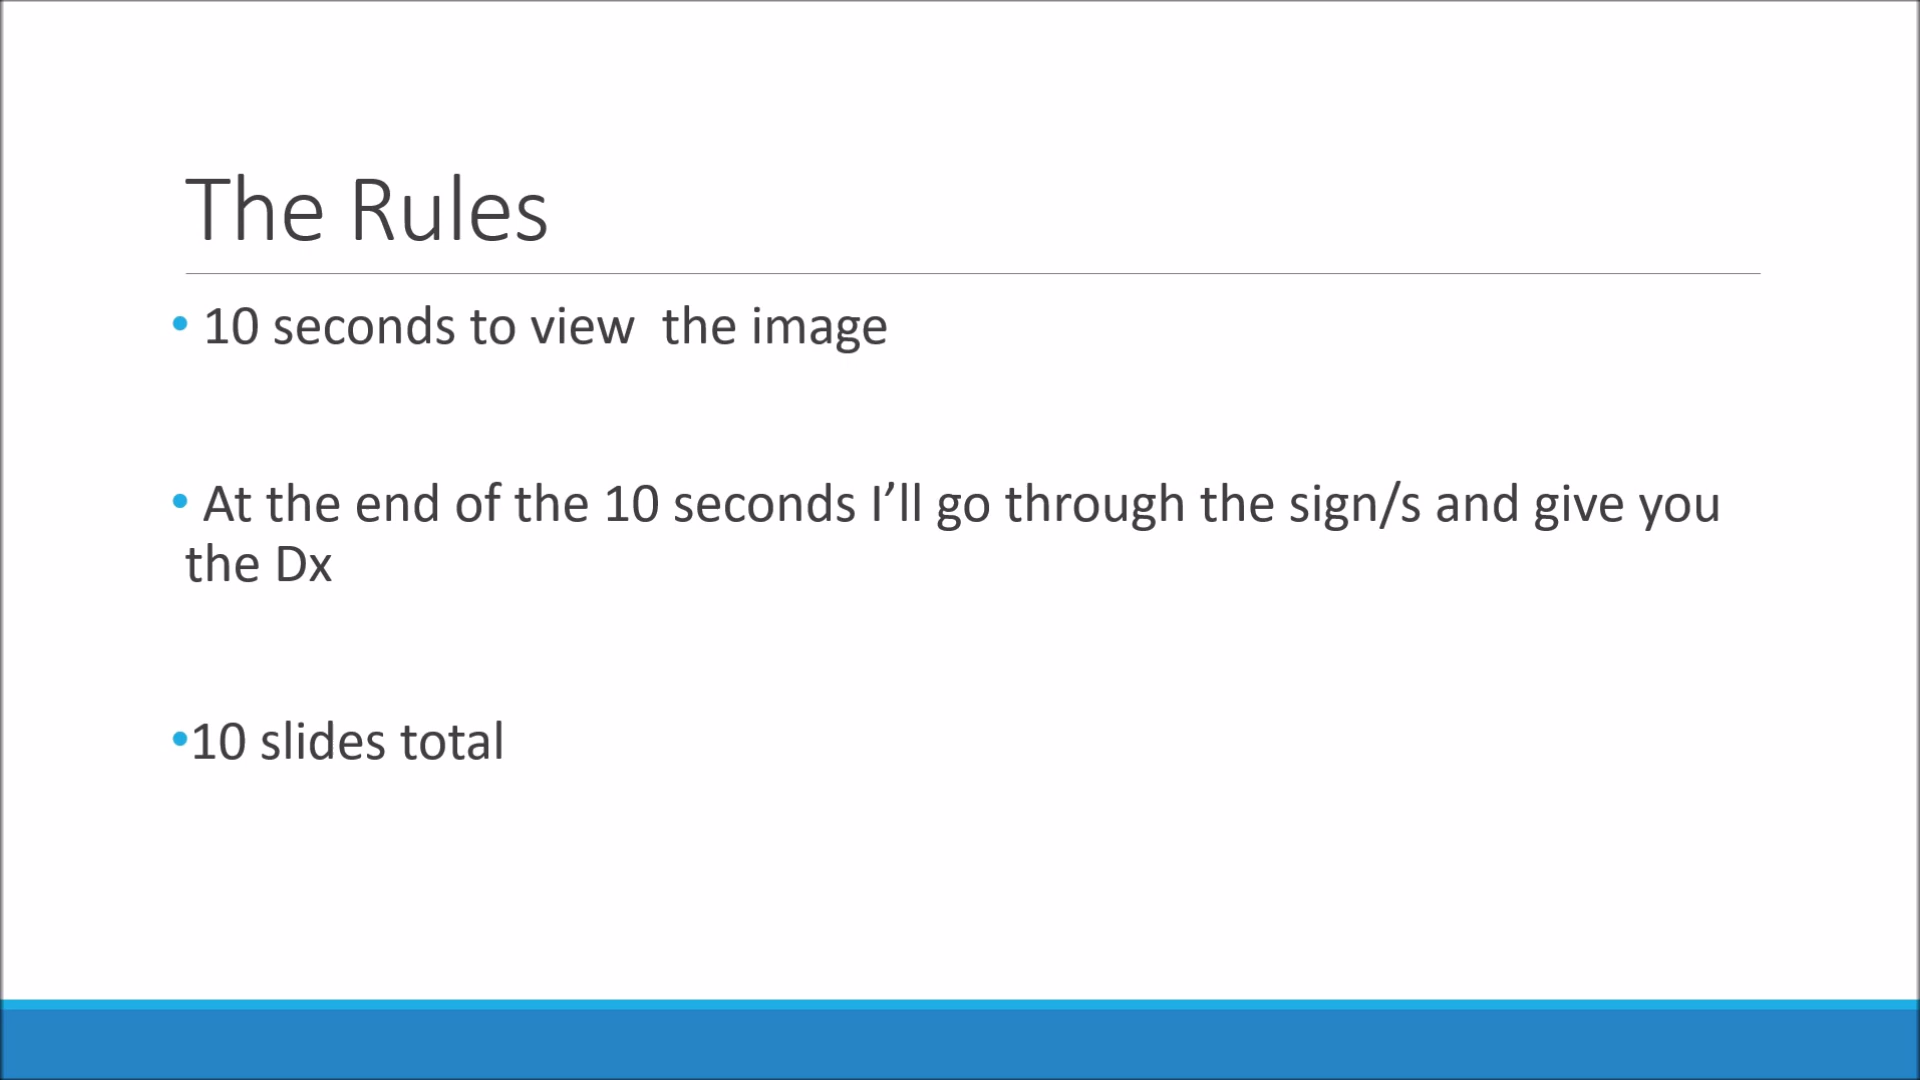 The Rules
• 10 seconds to view  the image
• At the end of the 10 seconds I’ll go through the sign/s and give you
the Dx
•10 slides total